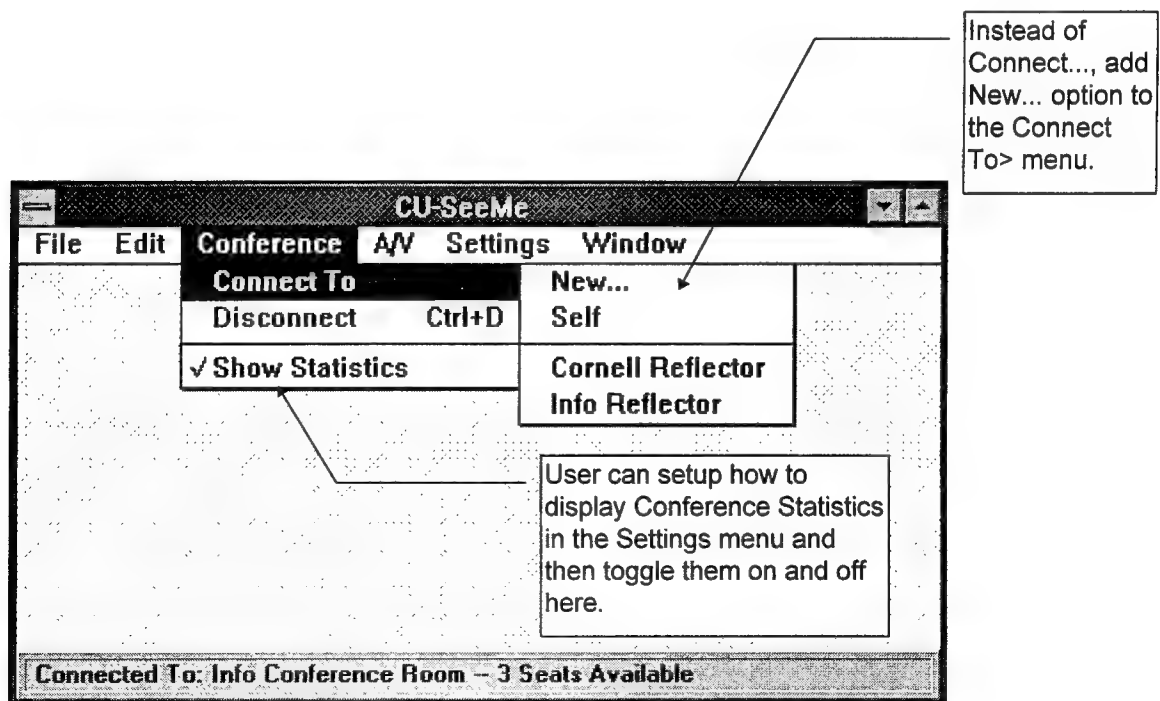 Instead of
Connect..., add
New... option to
the Connect
To> menu.
CU-SeeMe
File Edit Conference A/V Settings Window
Connect To
Disconnect Ctrl+D
✓ Show Statistics
New...
Self
Cornell Reflector
Info Reflector
User can setup how to
display Conference Statistics
in the Settings menu and
then toggle them on and off
here.
Connected To: Info Conference Room -- 3 Seats Available